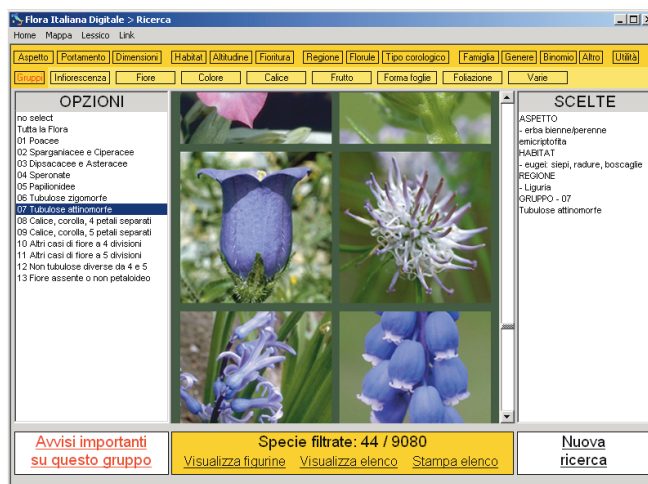 Flora Italiana Digitale > Ricerca
Home Mappa Lessico Link
Aspetto Portamento Dimensioni Habitat Altitudine Fioritura Regione Florule Tipo corologico Famiglia Genere Binomio Altro Utilità
Gruppi Infiorescenza Fiore Colore Calice Frutto Forma foglie Foliazione Varie
OPZIONI
no select
Tutta la Flora
01 Poacee
02 Sparganiacee e Ciperacee
03 Dipsacacee e Asteracee
04 Speronate
05 Papilionidee
06 Tubulose zigomorfe
07 Tubulose attinomorfe
08 Calice, corolla, 4 petali separati
09 Calice, corolla, 5 petali separati
10 Altri casi di fiore a 4 divisioni
11 Altri casi di fiore a 5 divisioni
12 Non tubulose diverse da 4 e 5
13 Fiore assente o non petaloideo
SCELTE
ASPETTO
- erba bienne/perenne
emicriptofita
HABITAT
- eugei: siepi, radure, boscaglie
REGIONE
- Liguria
GRUPPO - 07
Tubulose attinomorfe
Avvisi importanti
su questo gruppo
Specie filtrate: 44 / 9080
Visualizza figurine Visualizza elenco Stampa elenco
Nuova
ricerca